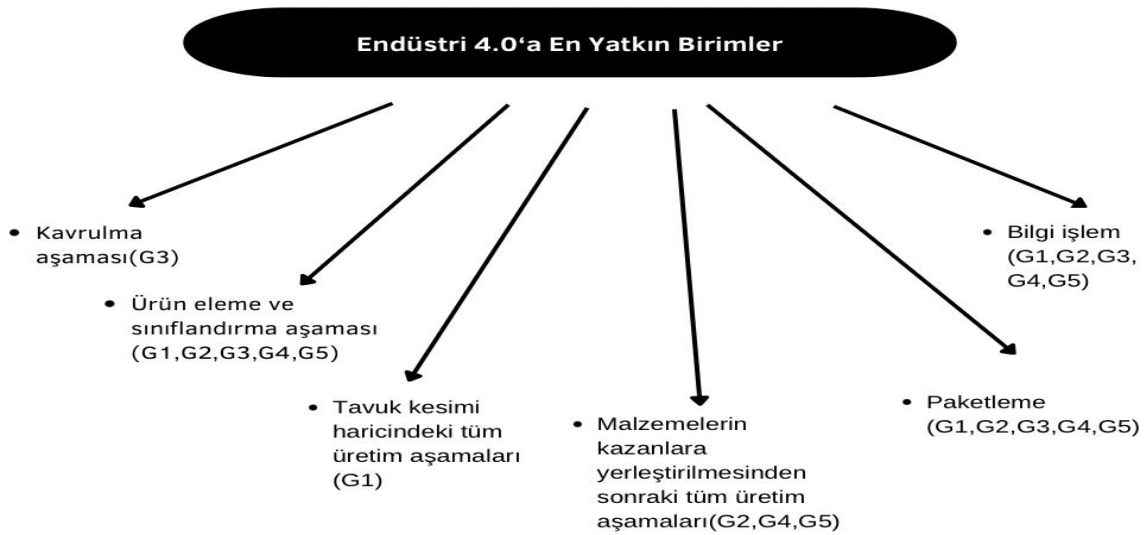 Endüstri 4.0‘a En Yatkın Birimler
• Kavrulma
aşaması(G3)
• Ürün eleme ve
sınıflandırma aşaması
(G1,G2,G3,G4,G5)
• Tavuk kesimi
haricindeki tüm
üretim aşamaları
(G1)
• Malzemelerin
kazanlara
yerleştirilmesinden
sonraki tüm üretim
aşamaları(G2,G4,G5)
• Paketleme
(G1,G2,G3,G4,G5)
• Bilgi işlem
(G1,G2,G3,
G4,G5)